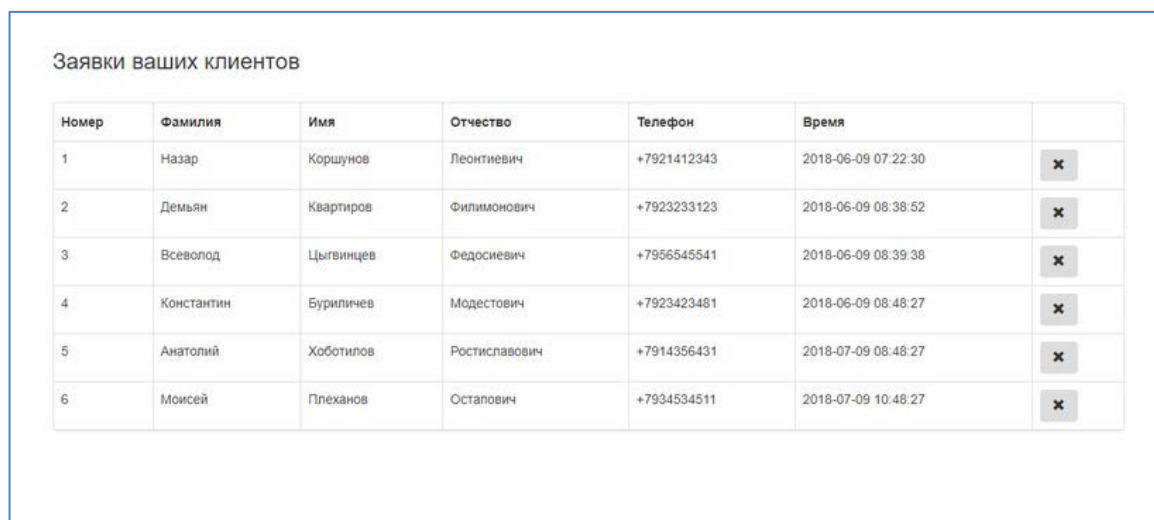 Заявки ваших клиентов
Номер Фамилия Имя Отчество Телефон Время
1 Назар Коршунов Леонтиевич +7921412343 2018-06-09 07:22:30
2 Демьян Квартиров Филимонович +7923233123 2018-06-09 08:38:52
3 Всеволод Цыгвинцев Федосиевич +7956545541 2018-06-09 08:39:38
4 Константин Буриличев Модестович +7923423481 2018-06-09 08:48:27
5 Анатолий Хоботилов Ростиславович +7914356431 2018-07-09 08:48:27
6 Моисей Плеханов Остапович +7934534511 2018-07-09 10:48:27